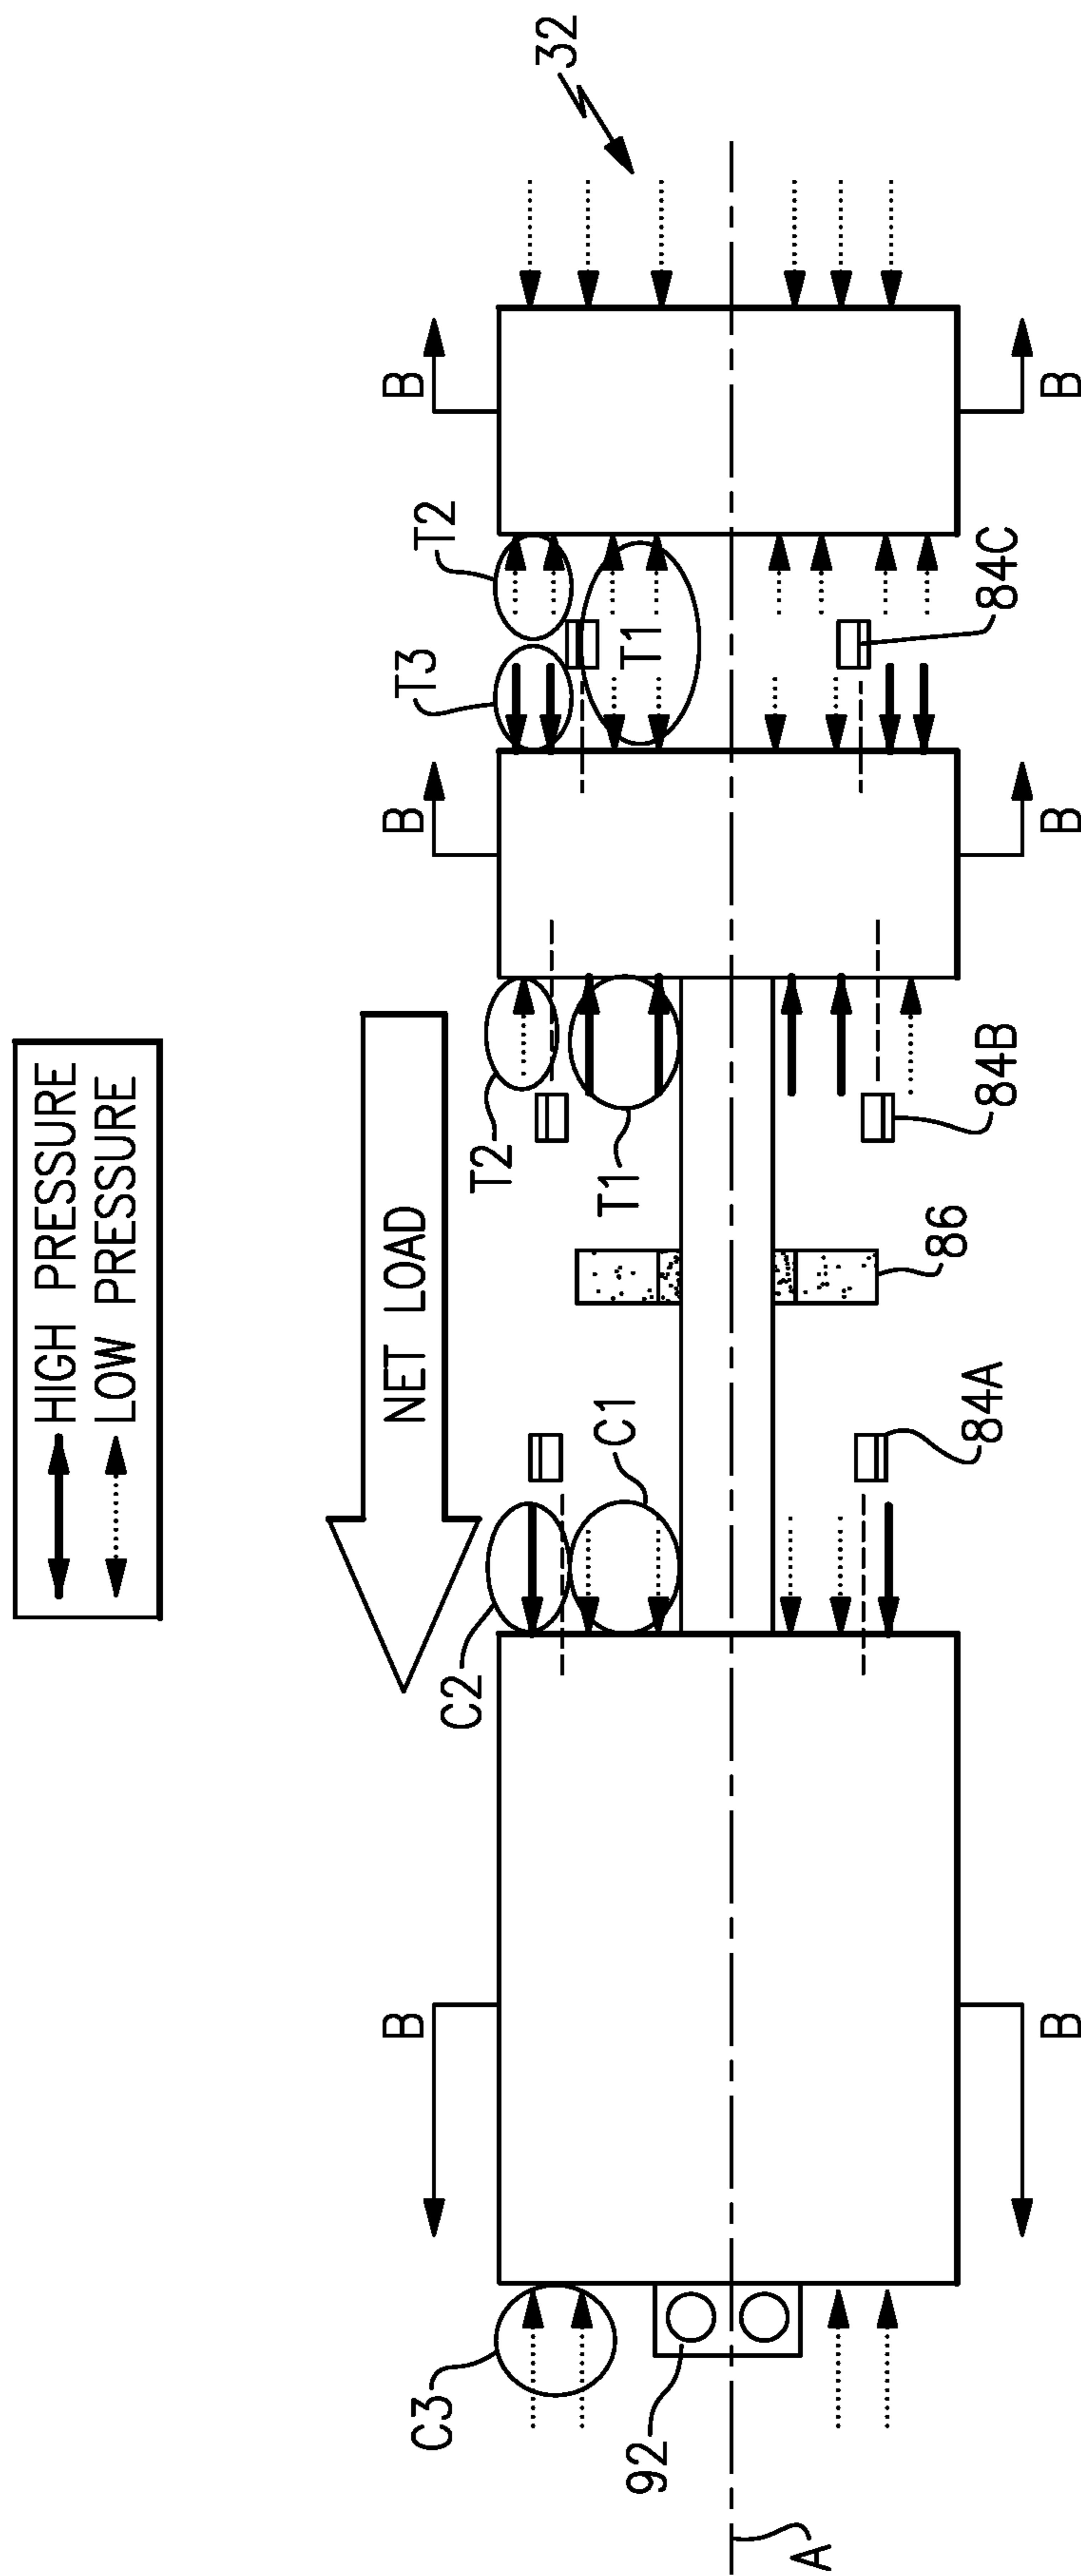 HIGH PRESSURE
LOW PRESSURE
NET LOAD
C3
C2
C1
T2
T1
T3
T2
T1
32
B
B
B
B
B
B
92
A
84A
86
84B
84C